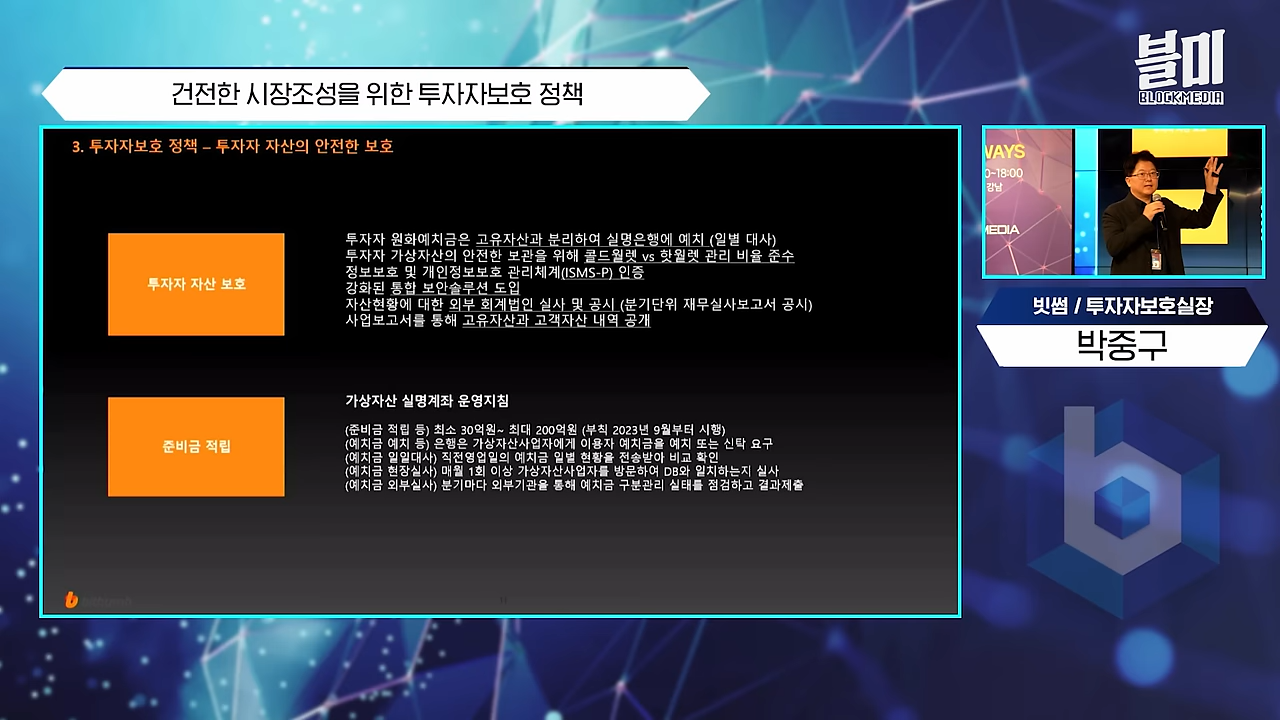 건전한 시장조성을 위한 투자자보호 정책
블미
BLOCKMEDIA
3. 투자자보호 정책 – 투자자 자산의 안전한 보호
투자자 자산 보호
투자자 원화예치금은 고유자산과 분리하여 실명은행에 예치 (일별 대사)
투자자 가상자산의 안전한 보관을 위해 콜드월렛 vs 핫월렛 관리 비율 준수
정보보호 및 개인정보보호 관리체계(ISMS-P) 인증
강화된 통합 보안솔루션 도입
자산현황에 대한 외부 회계법인 실사 및 공시 (분기단위 재무실사보고서 공시)
사업보고서를 통해 고유자산과 고객자산 내역 공개
준비금 적립
가상자산 실명계좌 운영지침
(준비금 적립 등) 최소 30억원~ 최대 200억원 (부칙 2023년 9월부터 시행)
(예치금 예치 등) 은행은 가상자산사업자에게 이용자 예치금을 예치 또는 신탁 요구
(예치금 일일대사) 직전영업일의 예치금 일별 현황을 전송받아 비교 확인
(예치금 현장실사) 매월 1회 이상 가상자산사업자를 방문하여 DB와 일치하는지 실사
(예치금 외부실사) 분기마다 외부기관을 통해 예치금 구분관리 실태를 점검하고 결과제출
WAYS
0~18:00
강남
MEDIA
빗썸 / 투자자보호실장
박중구